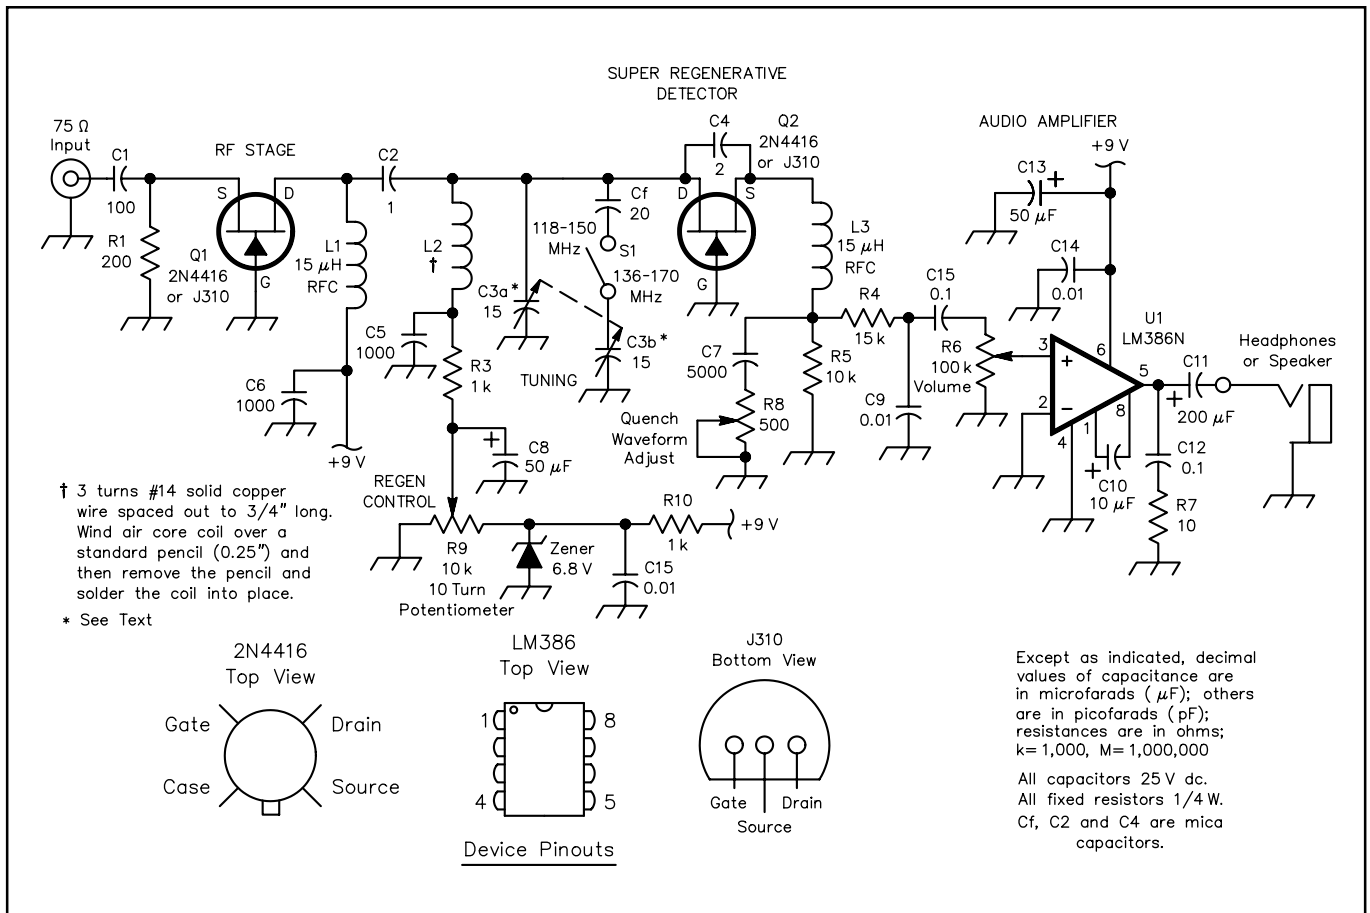 SUPER REGENERATIVE
DETECTOR
75 Ω
Input
C1
100
R1
200
RF STAGE
S
D
G
Q1
2N4416
or J310
L1
15 µH
RFC
C2
1
C6
1000
+9 V
L2
†
C5
1000
R3
1 k
C3a*
15
Cf
20
118-150
MHz
S1
136-170
MHz
C3b*
15
TUNING
C4
2
Q2
2N4416
or J310
D
S
G
L3
15 µH
RFC
C7
5000
R8
500
Quench
Waveform
Adjust
R5
10 k
R4
15 k
C15
0.1
C9
0.01
R6
100 k
Volume
AUDIO AMPLIFIER
+9 V
C13
+
50 µF
C14
0.01
U1
LM386N
3
+
6
5
2
−
1
8
4
+
C10
10 µF
C11
+
200 µF
C12
0.1
R7
10
Headphones
or Speaker
+
C8
50 µF
REGEN
CONTROL
R9
10 k
10 Turn
Potentiometer
Zener
6.8 V
C15
0.01
R10
1 k
+9 V
† 3 turns #14 solid copper
wire spaced out to 3/4" long.
Wind air core coil over a
standard pencil (0.25") and
then remove the pencil and
solder the coil into place.
* See Text
2N4416
Top View
Gate
Drain
Case
Source
LM386
Top View
1
8
4
5
Device Pinouts
J310
Bottom View
Gate
Drain
Source
Except as indicated, decimal
values of capacitance are
in microfarads ( µF); others
are in picofarads ( pF);
resistances are in ohms;
k= 1,000, M= 1,000,000
All capacitors 25 V dc.
All fixed resistors 1/4 W.
Cf, C2 and C4 are mica
capacitors.